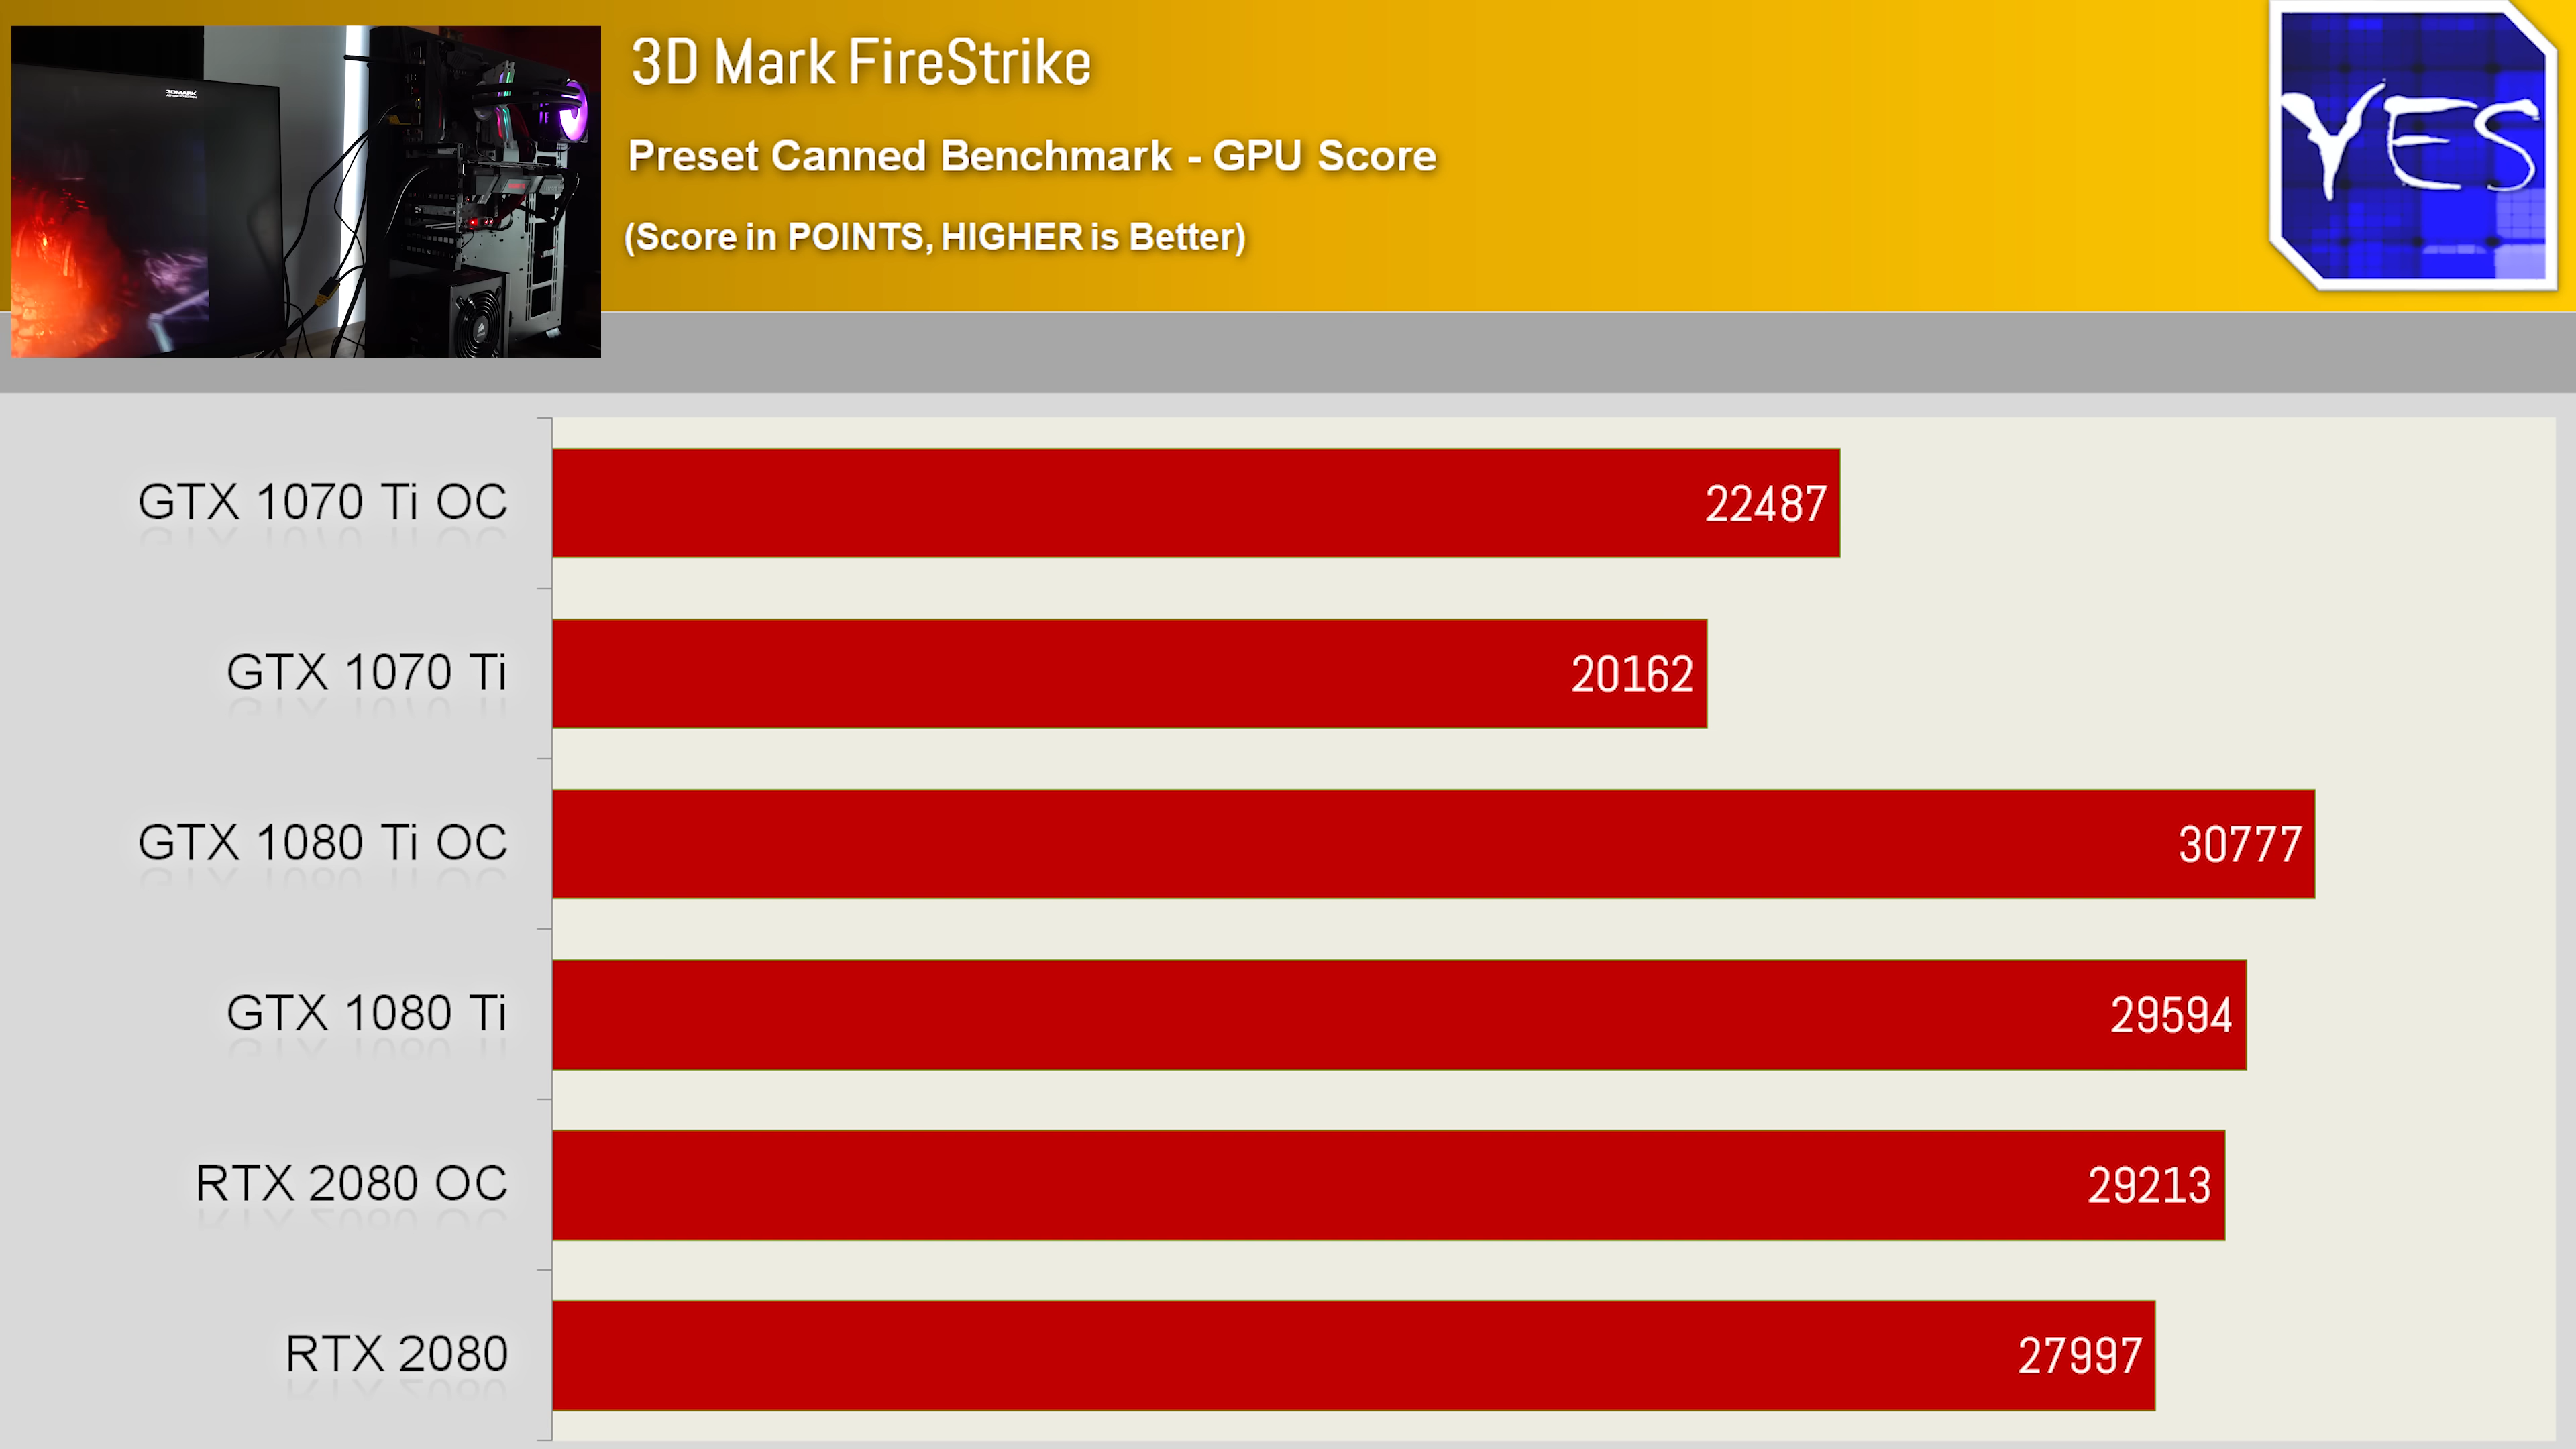 3DMARK
3D Mark FireStrike
Preset Canned Benchmark - GPU Score
(Score in POINTS, HIGHER is Better)
YES
GTX 1070 Ti OC 22487
GTX 1070 Ti 20162
GTX 1080 Ti OC 30777
GTX 1080 Ti 29594
RTX 2080 OC 29213
RTX 2080 27997